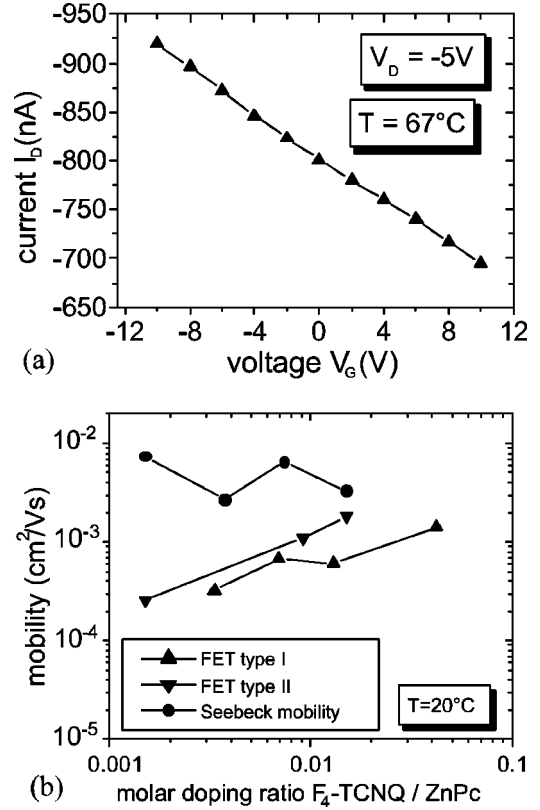 -950
-900
-850
-800
-750
-700
-650
current I_D(nA)
V_D = -5V
T = 67°C
-12 -8 -4 0 4 8 12
voltage V_G(V)
(a)
10^-2
10^-3
10^-4
10^-5
mobility (cm^2/Vs)
FET type I
FET type II
Seebeck mobility
T=20°C
0.001 0.01 0.1
molar doping ratio F_4-TCNQ / ZnPc
(b)